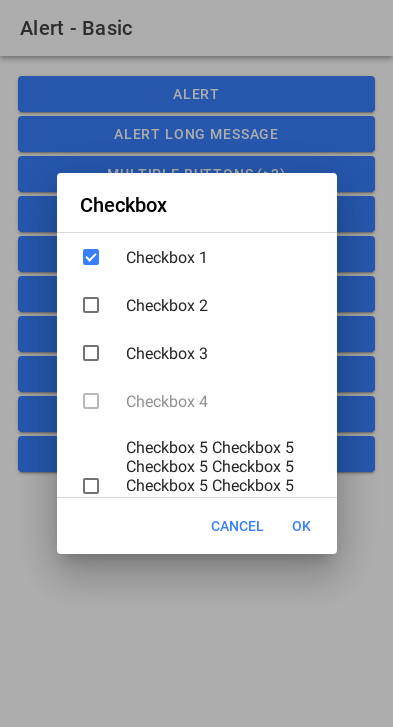 Alert - Basic
ALERT
ALERT LONG MESSAGE
MULTIPLE BUTTONS (>2)
Checkbox
Checkbox 1
Checkbox 2
Checkbox 3
Checkbox 4
Checkbox 5 Checkbox 5
Checkbox 5 Checkbox 5
Checkbox 5 Checkbox 5
CANCEL OK